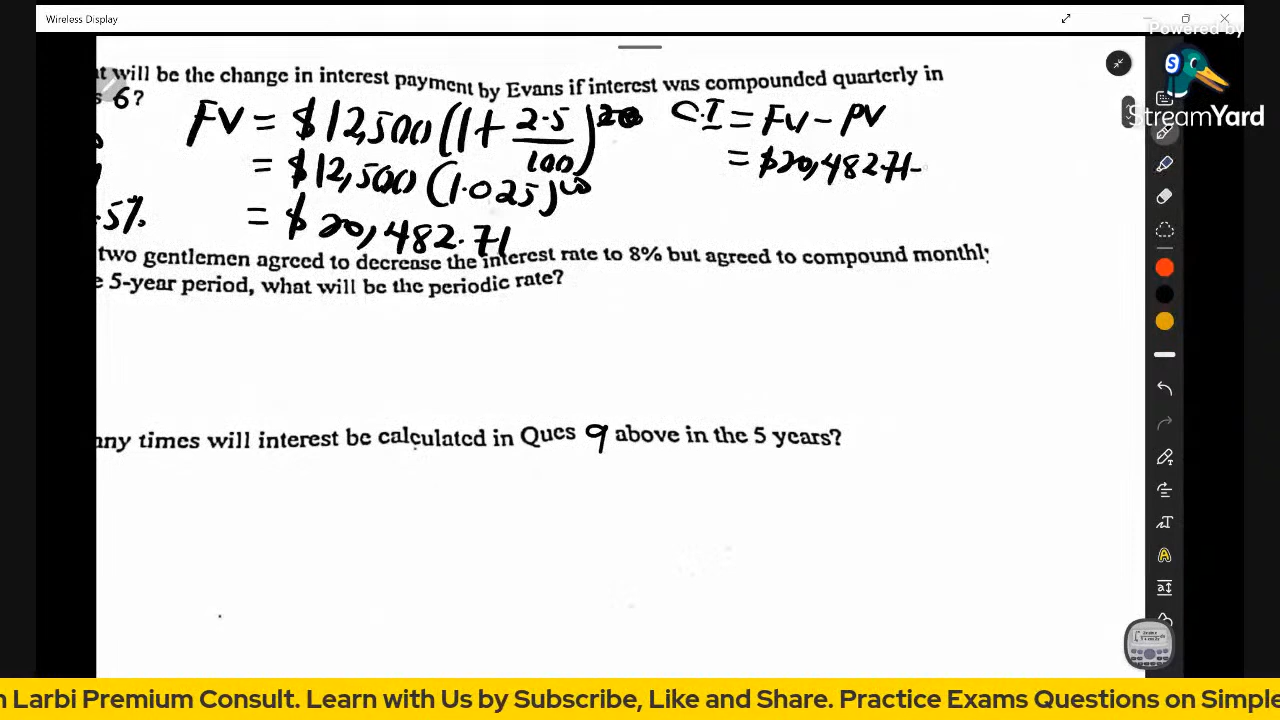 Wireless Display
Powered by
StreamYard
t will be the change in interest payment by Evans if interest was compounded quarterly in
s 6?
FV = $12,500(1 + 2.5/100)^20
= $12,500(1.025)^20
= $20,482.71
C.I = FV - PV
= $20,482.71-
.5%
two gentlemen agreed to decrease the interest rate to 8% but agreed to compound monthly
e 5-year period, what will be the periodic rate?
any times will interest be calculated in Ques 9 above in the 5 years?
Larbi Premium Consult. Learn with Us by Subscribe, Like and Share. Practice Exams Questions on Simple